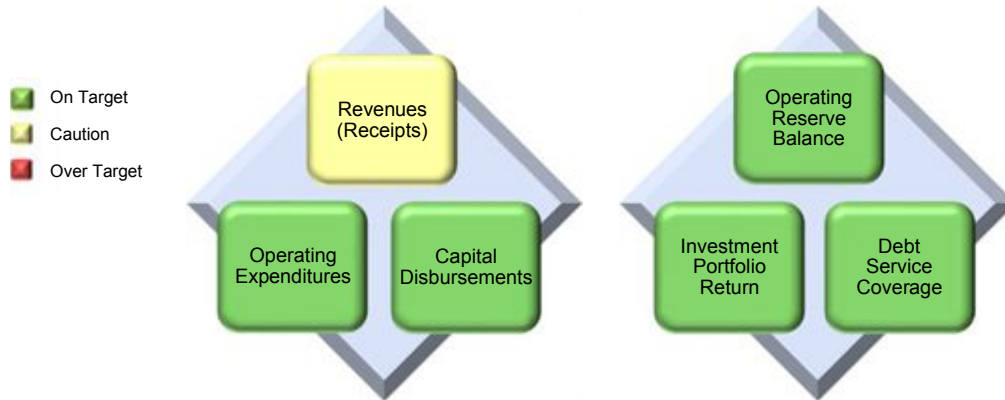 On Target
Caution
Over Target
Revenues
(Receipts)
Operating
Expenditures
Capital
Disbursements
Operating
Reserve
Balance
Investment
Portfolio
Return
Debt
Service
Coverage